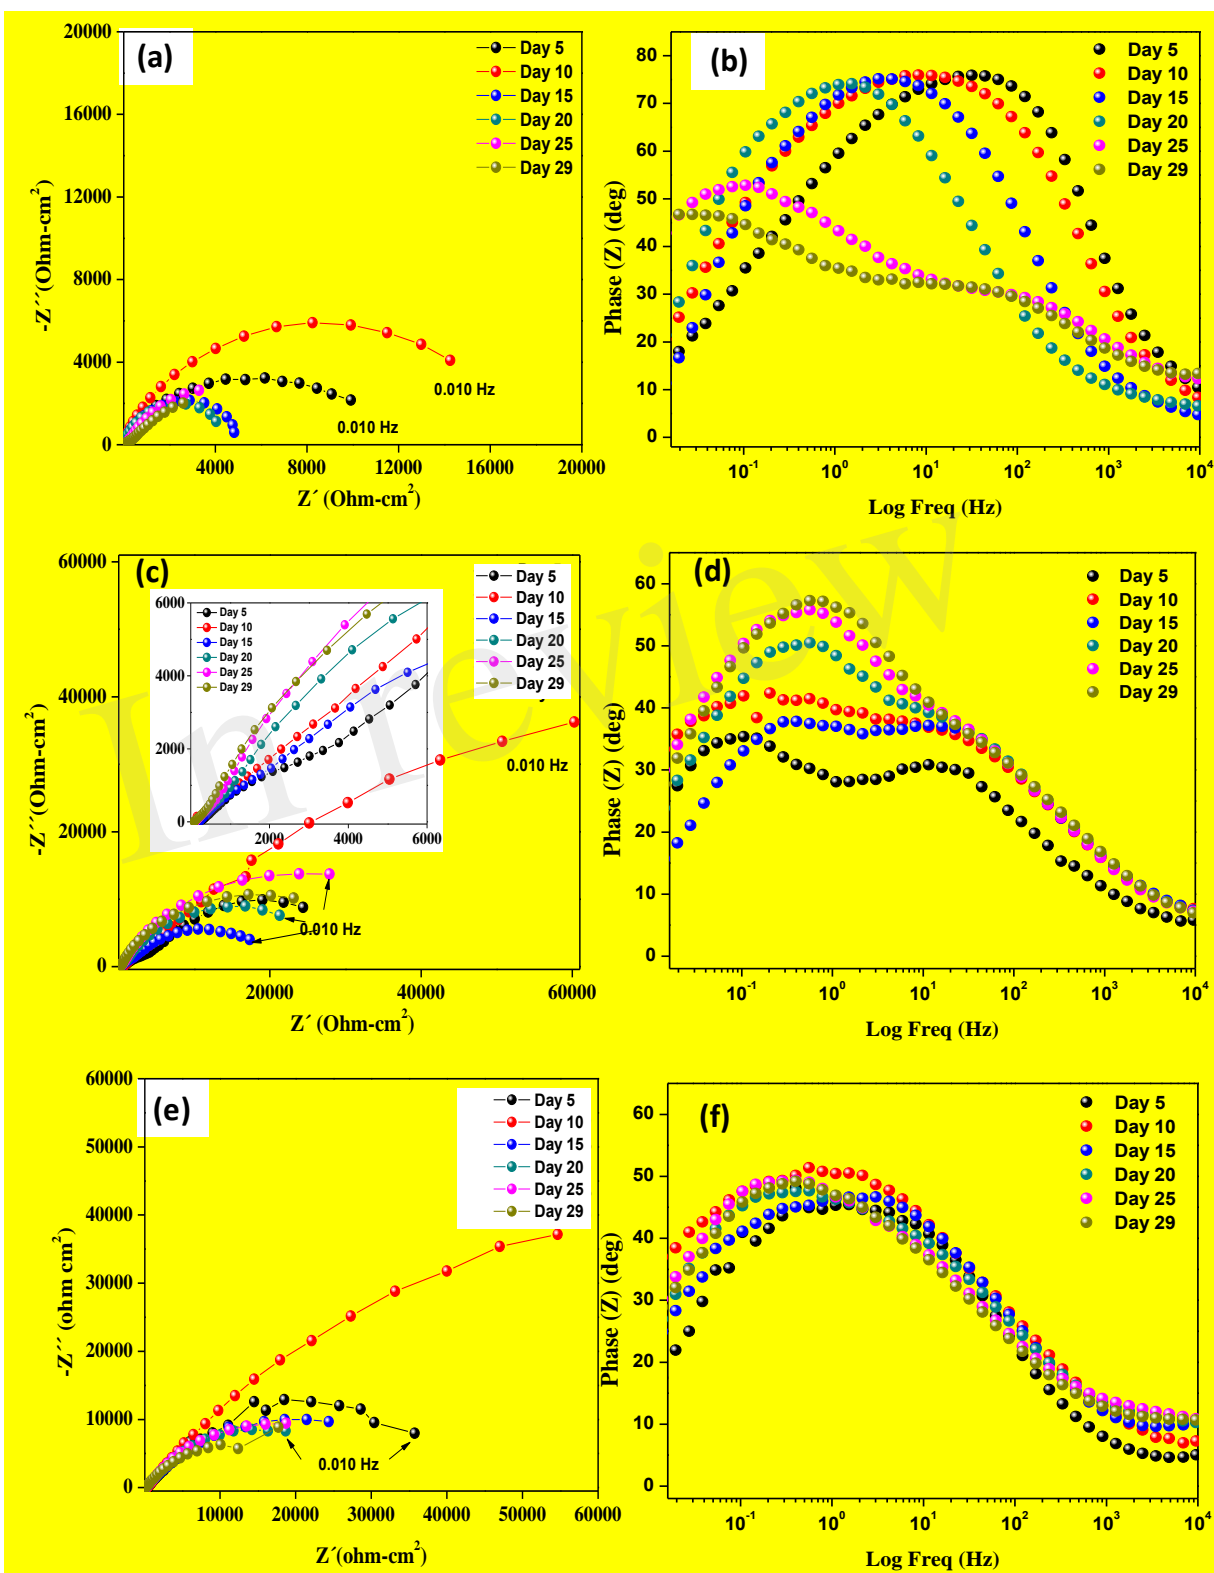 (a)
20000
16000
12000
8000
4000
0
-Z´´(Ohm-cm2)
4000 8000 12000 16000 20000
Z´ (Ohm-cm2)
Day 5
Day 10
Day 15
Day 20
Day 25
Day 29
0.010 Hz
0.010 Hz
(b)
80
70
60
50
40
30
20
10
0
Phase (Z) (deg)
10-1 100 101 102 103 104
Log Freq (Hz)
Day 5
Day 10
Day 15
Day 20
Day 25
Day 29
(c)
60000
40000
20000
0
-Z´´(Ohm-cm2)
20000 40000 60000
Z´ (Ohm-cm2)
Day 5
Day 10
Day 15
Day 20
Day 25
Day 29
0.010 Hz
0.010 Hz
6000
4000
2000
0
2000 4000 6000
Day 5
Day 10
Day 15
Day 20
Day 25
Day 29
(d)
60
50
40
30
20
10
0
Phase (Z) (deg)
10-1 100 101 102 103 104
Log Freq (Hz)
Day 5
Day 10
Day 15
Day 20
Day 25
Day 29
In review
(e)
60000
50000
40000
30000
20000
10000
0
-Z´´ (ohm cm2)
10000 20000 30000 40000 50000 60000
Z´(ohm-cm2)
Day 5
Day 10
Day 15
Day 20
Day 25
Day 29
0.010 Hz
(f)
60
50
40
30
20
10
0
Phase (Z) (deg)
10-1 100 101 102 103 104
Log Freq (Hz)
Day 5
Day 10
Day 15
Day 20
Day 25
Day 29